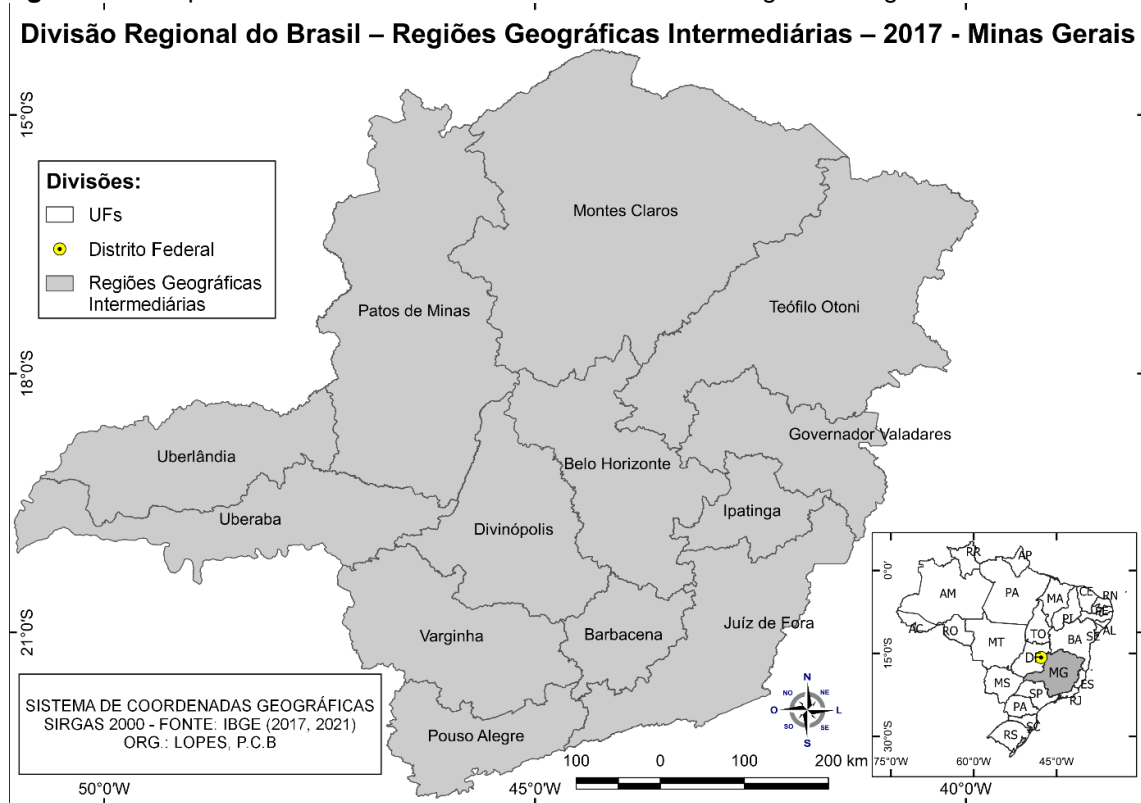 Divisão Regional do Brasil – Regiões Geográficas Intermediárias – 2017 - Minas Gerais
15°0'S
18°0'S
21°0'S
Divisões:
UFs
Distrito Federal
Regiões Geográficas
Intermediárias
Montes Claros
Patos de Minas
Teófilo Otoni
Governador Valadares
Uberlândia
Belo Horizonte
Ipatinga
Uberaba
Divinópolis
Varginha
Barbacena
Juíz de Fora
Pouso Alegre
SISTEMA DE COORDENADAS GEOGRÁFICAS
SIRGAS 2000 - FONTE: IBGE (2017, 2021)
ORG.: LOPES, P.C.B
N
NO
NE
O
L
SO
SE
S
100 0 100 200 km
50°0'W
45°0'W
40°0'W
RR
AP
AM
PA
MA
CE
RN
PI
AC
RO
TO
AL
MT
BA
SE
DF
MG
MS
ES
SP
RJ
PA
SC
RS
0°0'
15°0'S
30°0'S
75°0'W 60°0'W 45°0'W